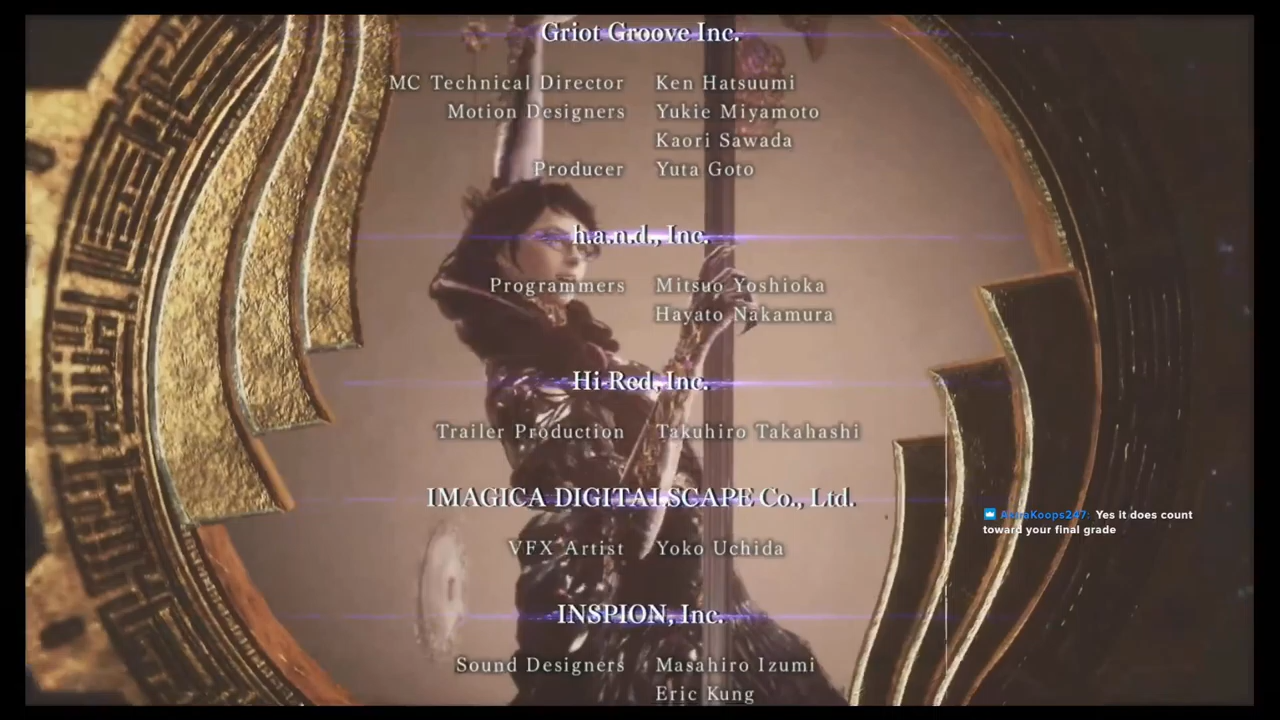 Griot Groove Inc.
MC Technical Director Ken Hatsuumi
Motion Designers Yukie Miyamoto
Kaori Sawada
Producer Yuta Goto
h.a.n.d., Inc.
Programmers Mitsuo Yoshioka
Hayato Nakamura
Hi Red, Inc.
Trailer Production Takuhiro Takahashi
IMAGICA DIGITALSCAPE Co., Ltd.
VFX Artist Yoko Uchida
INSPION, Inc.
Sound Designers Masahiro Izumi
Eric Kung
Yes it does count
toward your final grade